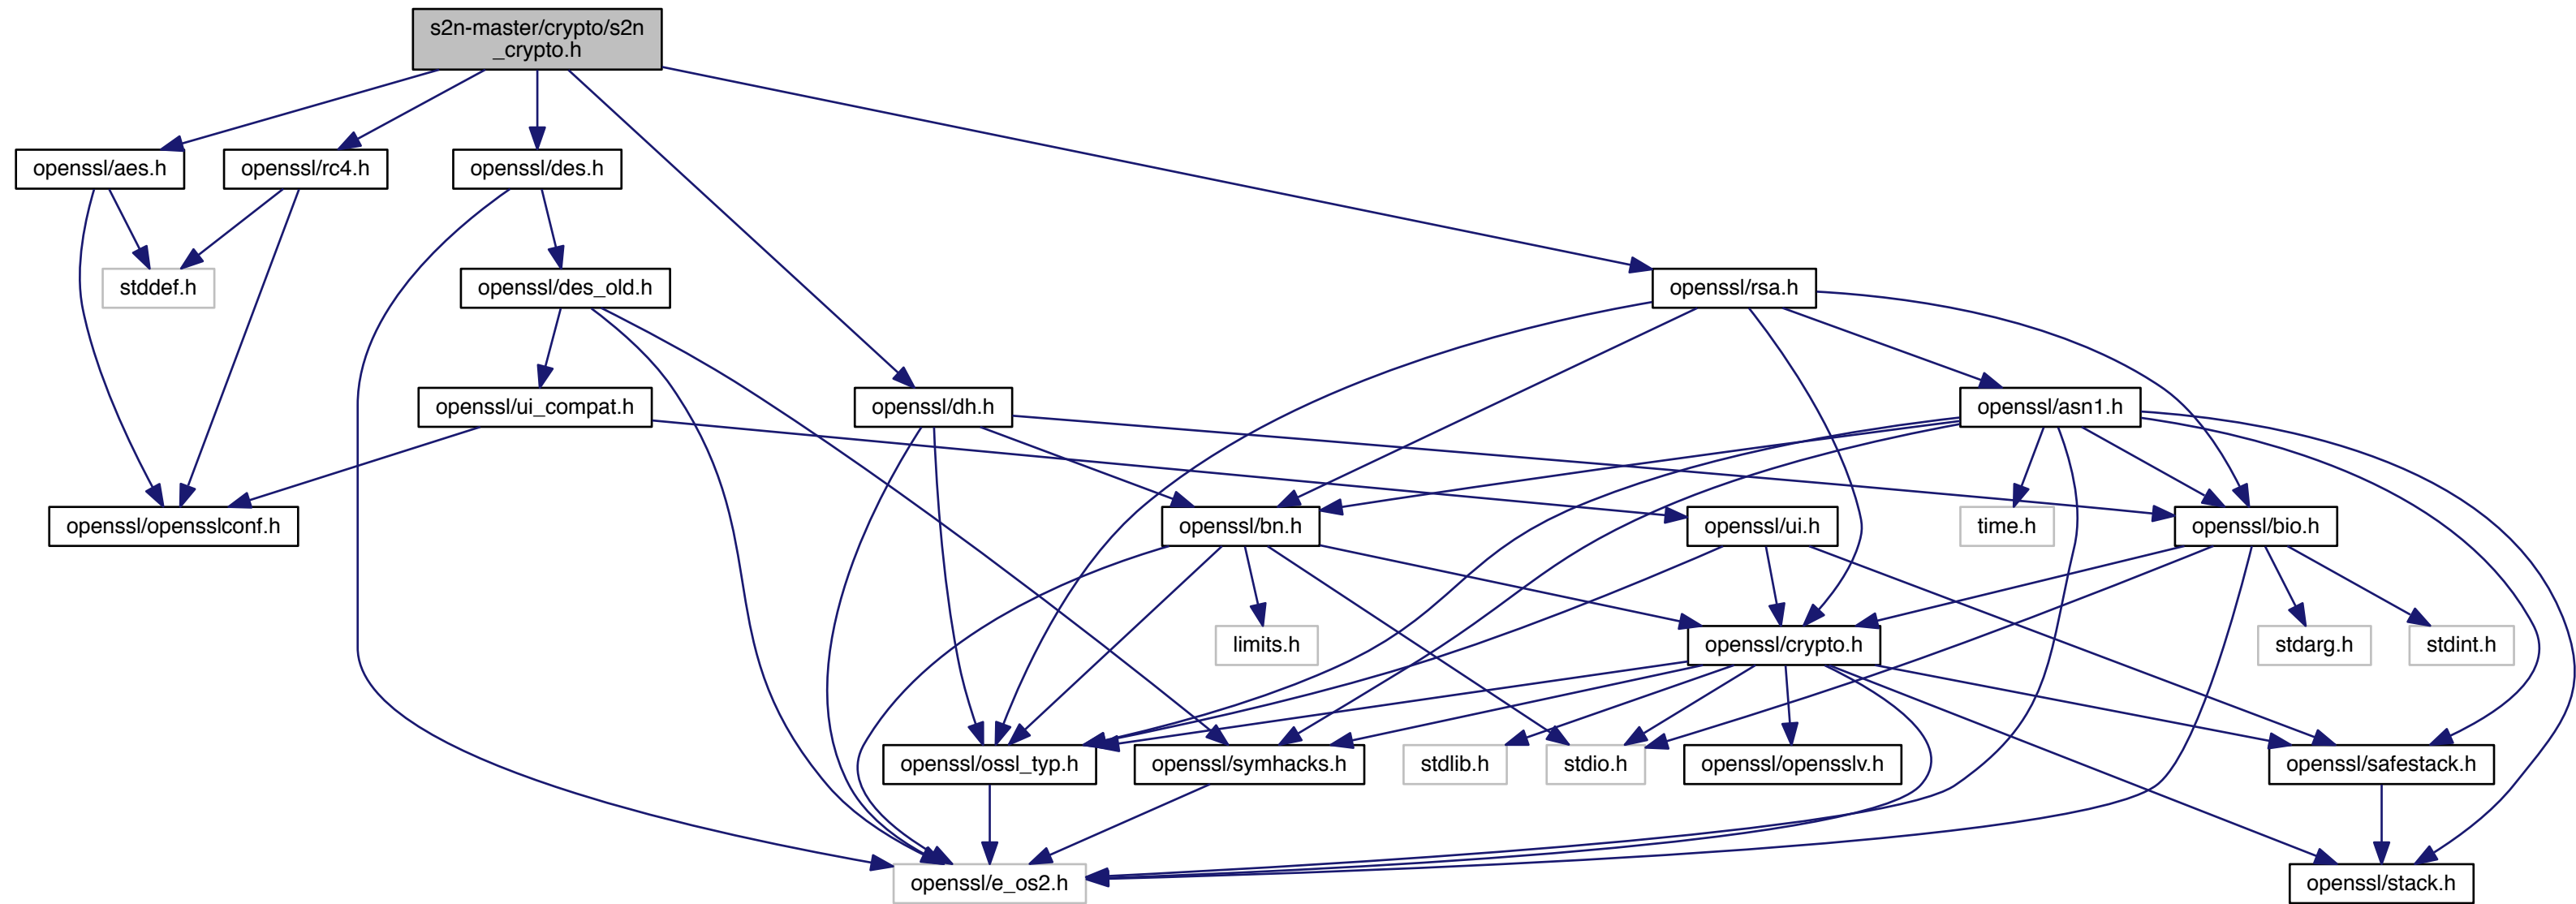 s2n-master/crypto/s2n
_crypto.h
openssl/aes.h
openssl/rc4.h
openssl/des.h
stddef.h
openssl/des_old.h
openssl/rsa.h
openssl/ui_compat.h
openssl/dh.h
openssl/asn1.h
openssl/opensslconf.h
openssl/bn.h
openssl/ui.h
time.h
openssl/bio.h
limits.h
openssl/crypto.h
stdarg.h
stdint.h
openssl/ossl_typ.h
openssl/symhacks.h
stdlib.h
stdio.h
openssl/opensslv.h
openssl/safestack.h
openssl/e_os2.h
openssl/stack.h